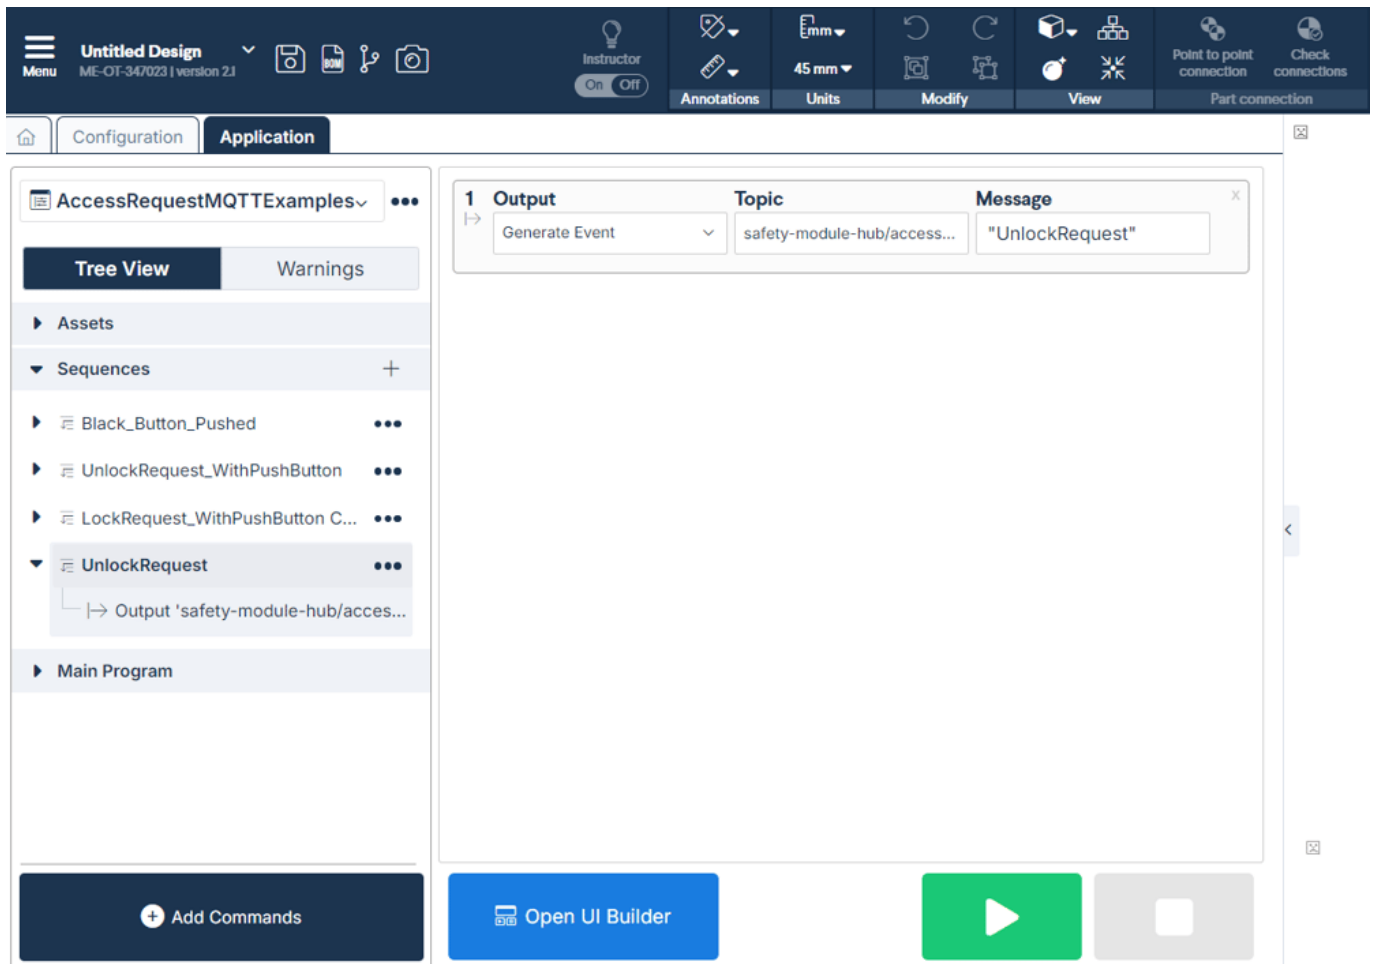 Menu
Untitled Design
ME-OT-347023 | version 2.1
BOM
Instructor
On Off
Annotations
mm
45 mm
Units
Modify
View
Point to point connection
Check connections
Part connection
Configuration
Application
AccessRequestMQTTExamples
Tree View
Warnings
Assets
Sequences
Black_Button_Pushed
UnlockRequest_WithPushButton
LockRequest_WithPushButton C...
UnlockRequest
Output 'safety-module-hub/acces...
Main Program
Add Commands
1 Output Topic Message x
Generate Event safety-module-hub/access... "UnlockRequest"
Open UI Builder